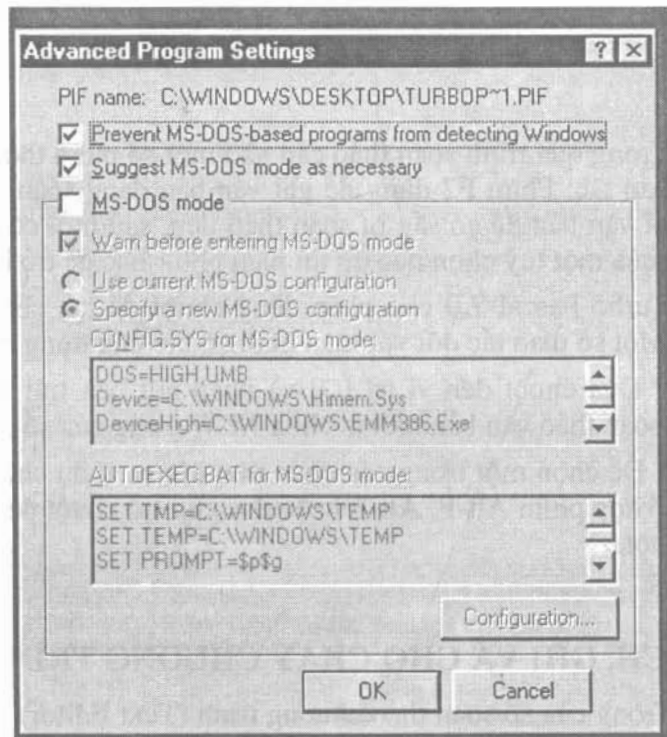 Advanced Program Settings
PIF name: C:\WINDOWS\DESKTOP\TURBOP~1.PIF
Prevent MS-DOS-based programs from detecting Windows
Suggest MS-DOS mode as necessary
MS-DOS mode
Warn before entering MS-DOS mode
Use current MS-DOS configuration
Specify a new MS-DOS configuration
CONFIG.SYS for MS-DOS mode:
DOS=HIGH,UMB
Device=C:\WINDOWS\Himem.Sys
DeviceHigh=C:\WINDOWS\EMM386.Exe
AUTOEXEC.BAT for MS-DOS mode:
SET TMP=C:\WINDOWS\TEMP
SET TEMP=C:\WINDOWS\TEMP
SET PROMPT=$p$g
Configuration...
OK
Cancel